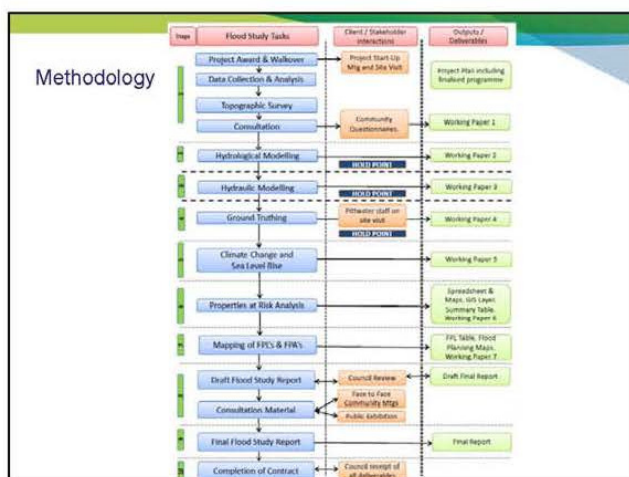 Methodology
Stage
Flood Study Tasks
Client / Stakeholder
Interactions
Outputs /
Deliverables
Project Award & Walkover
Project Start-Up
Mtg and Site Visit
Project Plan including
finalised programme
Data Collection & Analysis
Topographic Survey
Consultation
Community
Questionnaires
Working Paper 1
Hydrological Modelling
HOLD POINT
Working Paper 2
Hydraulic Modelling
HOLD POINT
Working Paper 3
Ground Truthing
Pittwater staff on
site visit
HOLD POINT
Working Paper 4
Climate Change and
Sea Level Rise
Working Paper 5
Properties at Risk Analysis
Spreadsheet &
Maps, GIS Layer,
Summary Table,
Working Paper 6
Mapping of FPL's & FPA's
FPL Table, Flood
Planning Maps,
Working Paper 7
Draft Flood Study Report
Council Review
Draft Final Report
Consultation Material
Face to Face
Community Mtgs
Public Exhibition
Final Flood Study Report
Final Report
Completion of Contract
Council receipt of
all deliverables